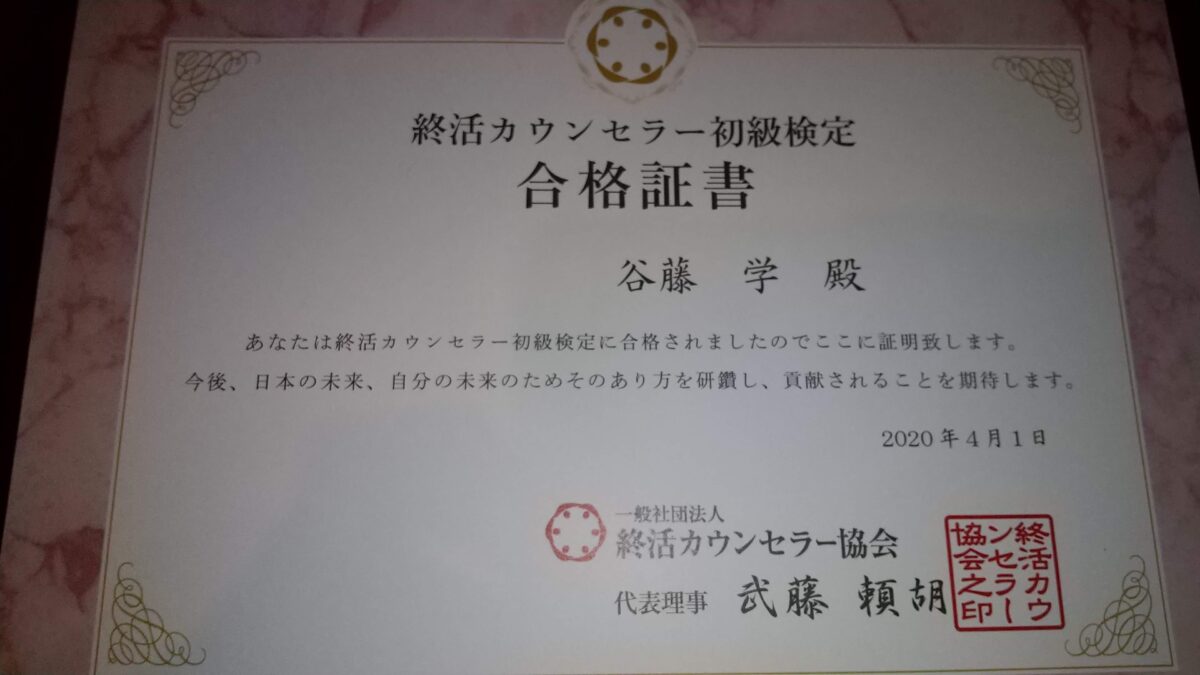 終活カウンセラー初級検定
合格証書
谷藤 学 殿
あなたは終活カウンセラー初級検定に合格されましたのでここに証明致します。
今後、日本の未来、自分の未来のためそのあり方を研鑽し、貢献されることを期待します。
2020年4月1日
一般社団法人
終活カウンセラー協会
代表理事 武藤 頼胡
終活カウ
ンセラー
協会之印